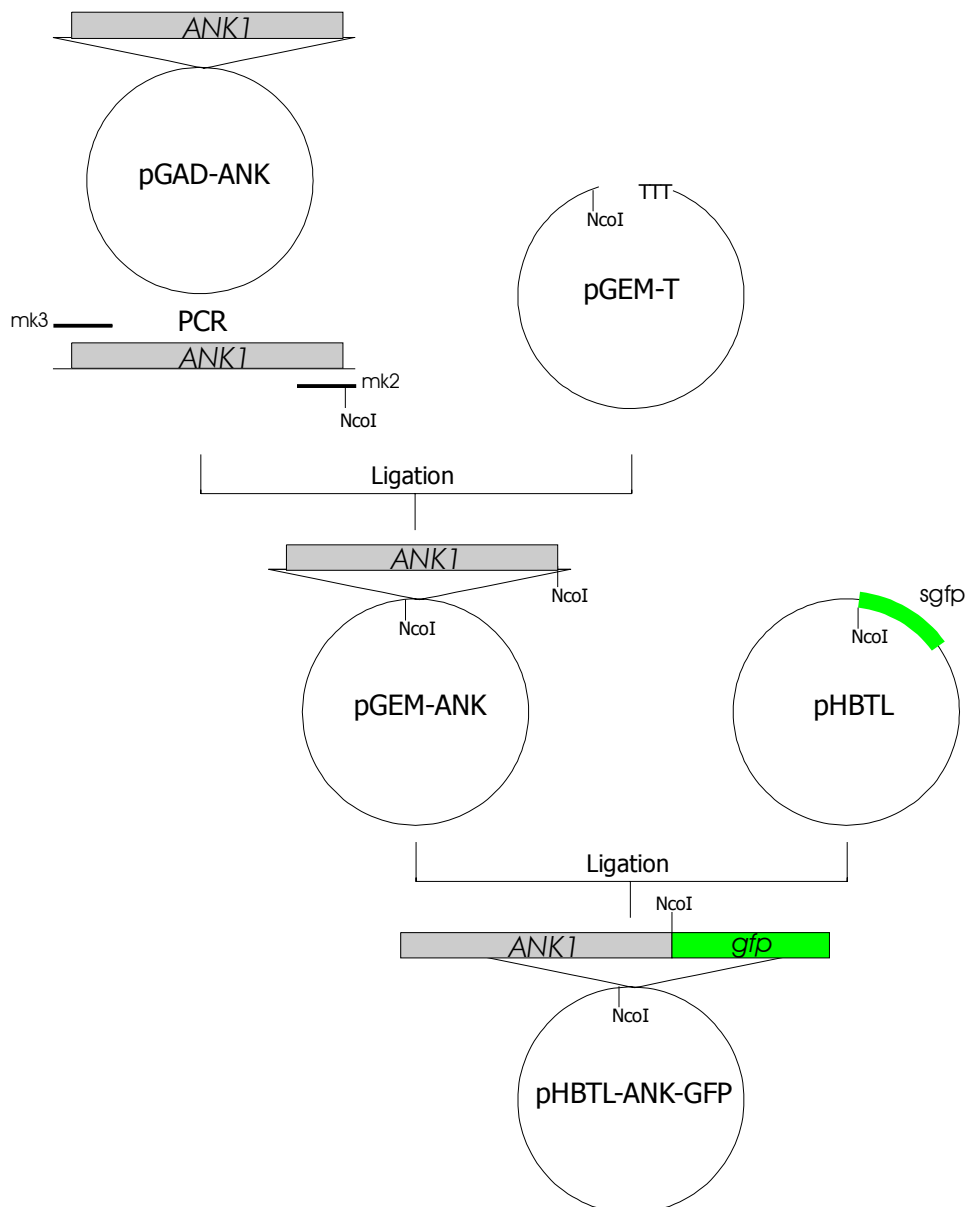 ANK1
pGAD-ANK
TTT
NcoI
pGEM-T
mk3
PCR
ANK1
mk2
NcoI
Ligation
ANK1
NcoI
NcoI
pGEM-ANK
sgfp
NcoI
pHBTL
Ligation
NcoI
ANK1
gfp
NcoI
pHBTL-ANK-GFP